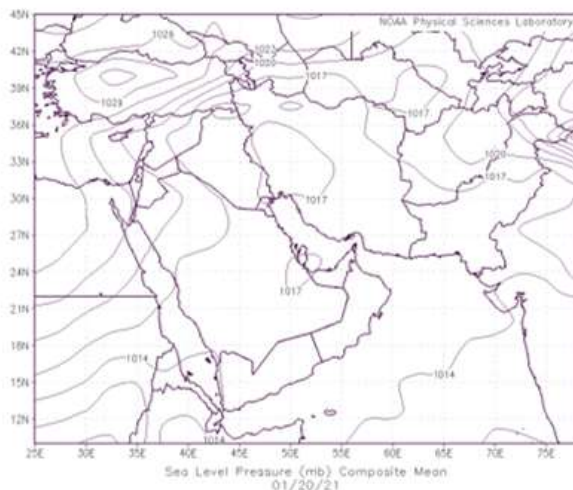 NOAA Physical Sciences Laboratory
45N
42N
39N
36N
33N
30N
27N
24N
21N
18N
15N
12N
1028
1023
1020
1017
1029
1017
1020
1017
1017
1017
1014
1014
1014
25E 30E 35E 40E 45E 50E 55E 60E 65E 70E 75E
Sea Level Pressure (mb) Composite Mean
01/20/21